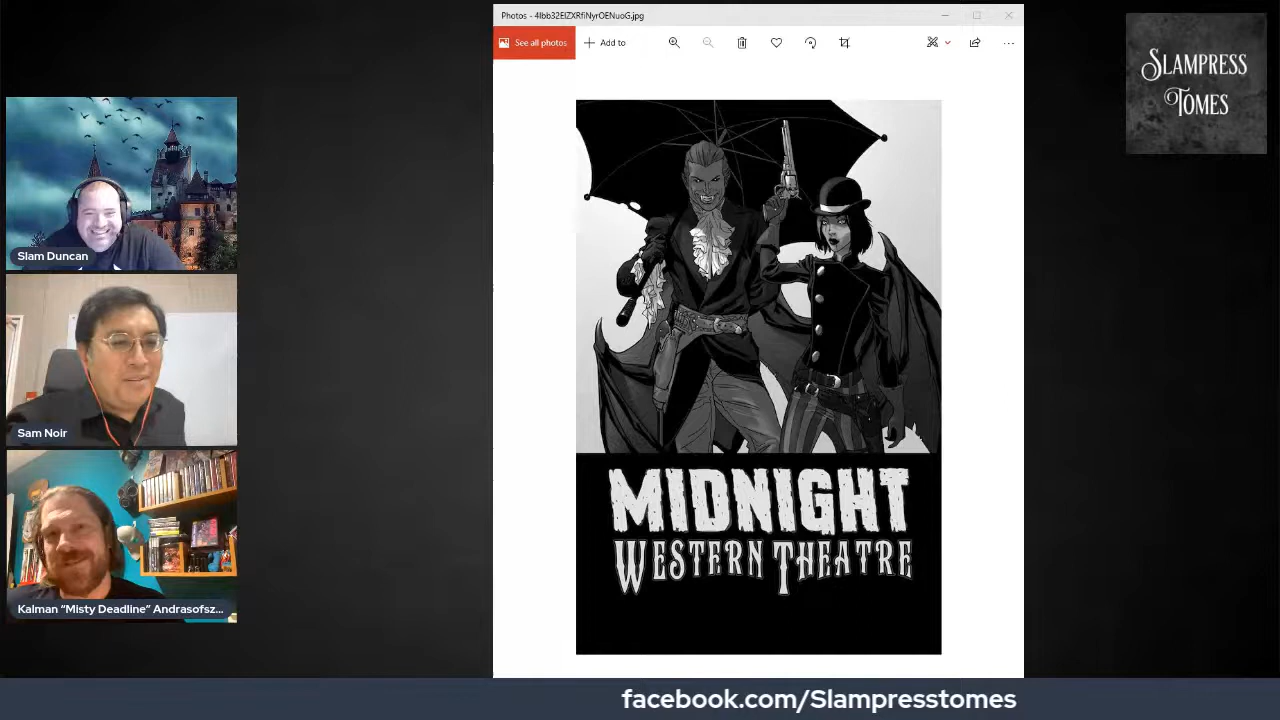 Photos - 4lbb32ElZXRfiNyrOENuoG.jpg
See all photos
Add to
SLAMPRESS
TOMES
Slam Duncan
Sam Noir
Kalman “Misty Deadline” Andrasofsz...
MIDNIGHT
WESTERN THEATRE
facebook.com/Slampresstomes